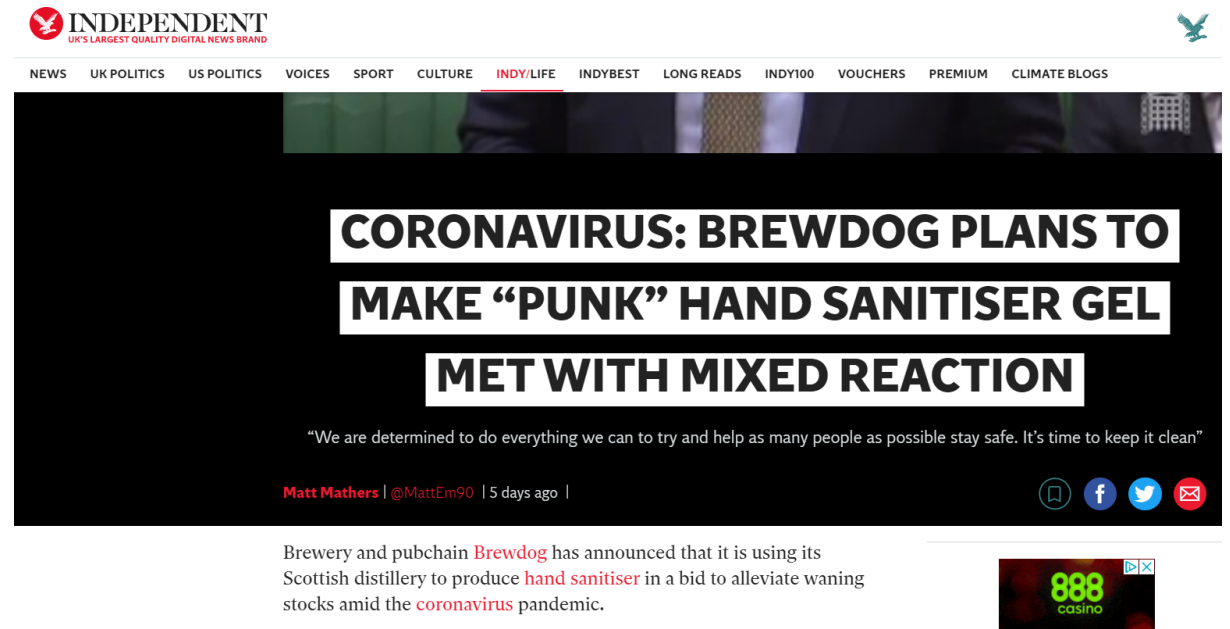 INDEPENDENT
UK'S LARGEST QUALITY DIGITAL NEWS BRAND
NEWS UK POLITICS US POLITICS VOICES SPORT CULTURE INDY/LIFE INDYBEST LONG READS INDY100 VOUCHERS PREMIUM CLIMATE BLOGS
CORONAVIRUS: BREWDOG PLANS TO
MAKE “PUNK” HAND SANITISER GEL
MET WITH MIXED REACTION
“We are determined to do everything we can to try and help as many people as possible stay safe. It’s time to keep it clean”
Matt Mathers | @MattEm90 | 5 days ago |
Brewery and pubchain Brewdog has announced that it is using its
Scottish distillery to produce hand sanitiser in a bid to alleviate waning
stocks amid the coronavirus pandemic.
888
casino